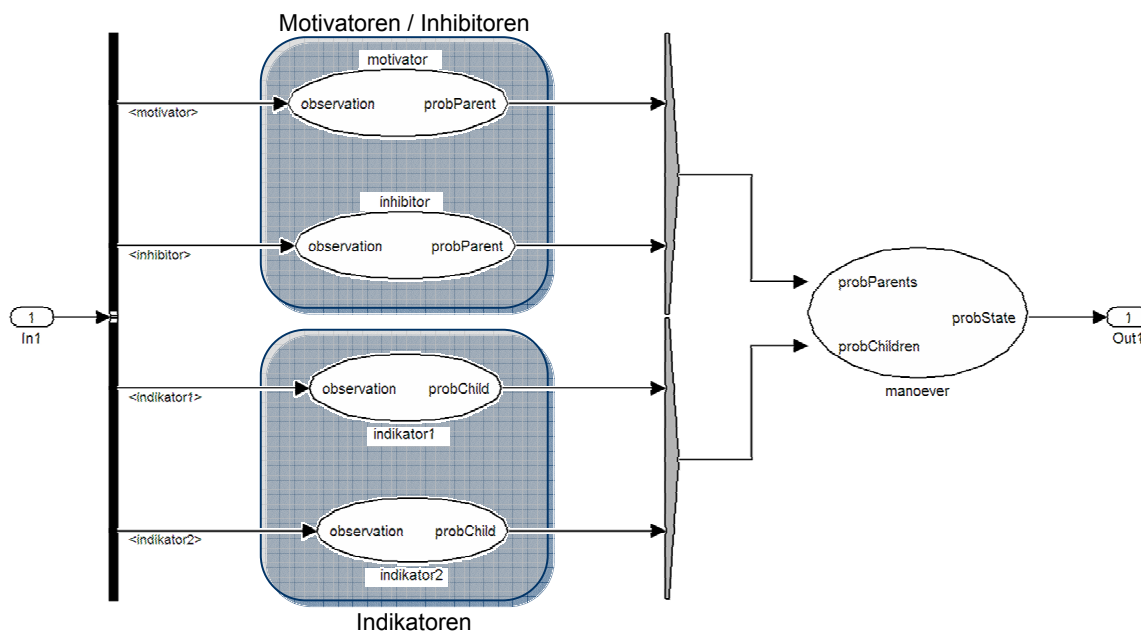 Motivatoren / Inhibitoren
motivator
observation probParent
<motivator>
inhibitor
observation probParent
<inhibitor>
probParents
1
In1
probState
1
Out1
probChildren
manoever
observation probChild
<indikator1>
indikator1
observation probChild
<indikator2>
indikator2
Indikatoren